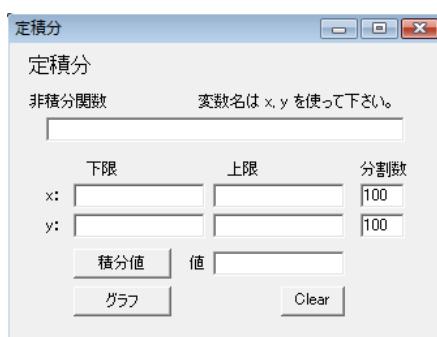 定積分
定積分
非積分関数 変数名は x, y を使って下さい。
下限 上限 分割数
x: 100
y: 100
積分値 値
グラフ Clear